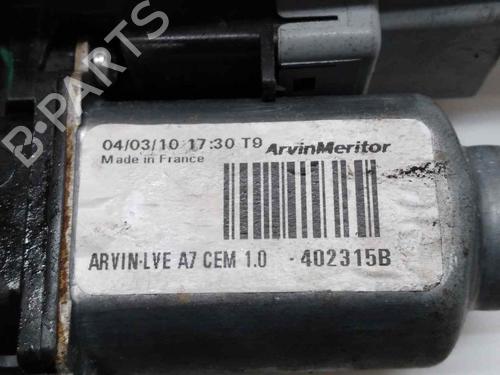 B-PARTS
04/03/10 17:30 T9 ArvinMeritor
Made in France
ARVIN·LVE A7 CEM 1.0 - 402315B